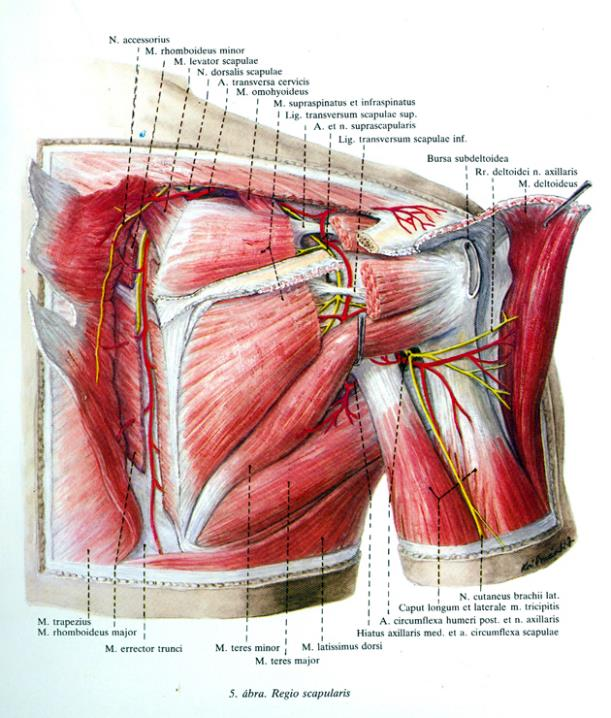 N. accessorius
M. rhomboideus minor
M. levator scapulae
N. dorsalis scapulae
A. transversa cervicis
M. omohyoideus
M. supraspinatus et infraspinatus
Lig. transversum scapulae sup.
A. et n. suprascapularis
Lig. transversum scapulae inf.
Bursa subdeltoidea
Rr. deltoidei n. axillaris
M. deltoideus
N. cutaneus brachii lat.
Caput longum et laterale m. tricipitis
A. circumflexa humeri post. et n. axillaris
Hiatus axillaris med. et a. circumflexa scapulae
M. trapezius
M. rhomboideus major
M. errector trunci
M. teres minor
M. latissimus dorsi
M. teres major
5. ábra. Regio scapularis